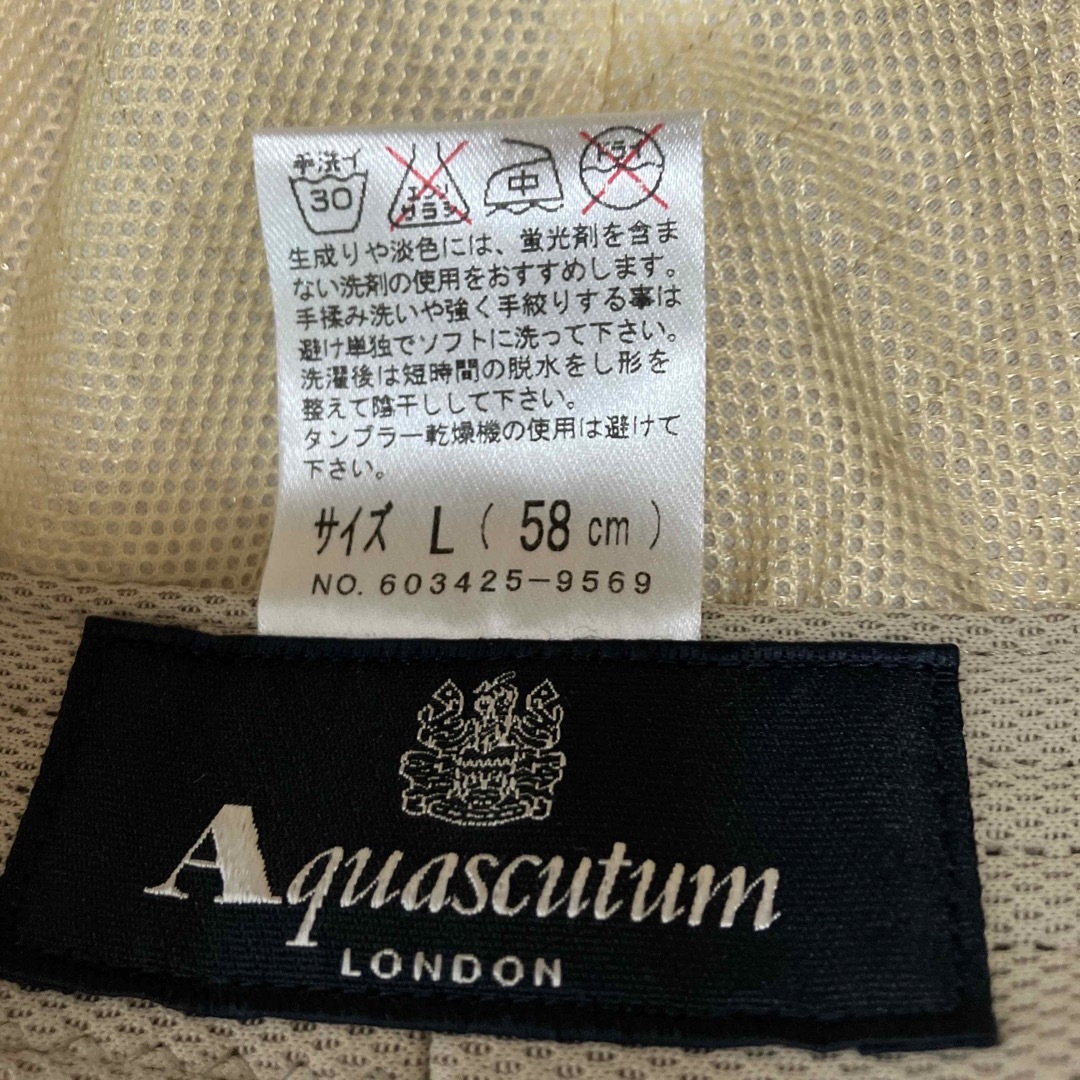 手洗イ エンソ 中 ドライ
30 サラシ
生成りや淡色には、蛍光剤を含ま
ない洗剤の使用をおすすめします。
手揉み洗いや強く手絞りする事は
避け単独でソフトに洗って下さい。
洗濯後は短時間の脱水をし形を
整えて陰干しして下さい。
タンブラー乾燥機の使用は避けて
下さい。
サイズ L ( 58 cm )
NO. 603425-9569
Aquascutum
LONDON